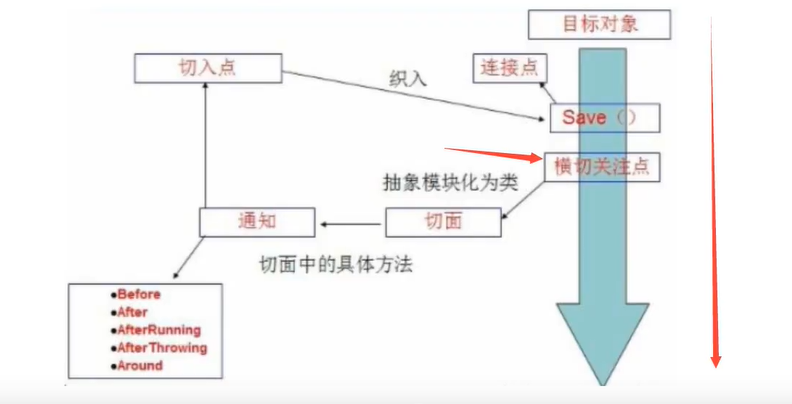 目标对象
切入点
连接点
织入
Save（）
横切关注点
抽象模块化为类
通知
切面
切面中的具体方法
●Before
●After
●AfterRunning
●AfterThrowing
●Around